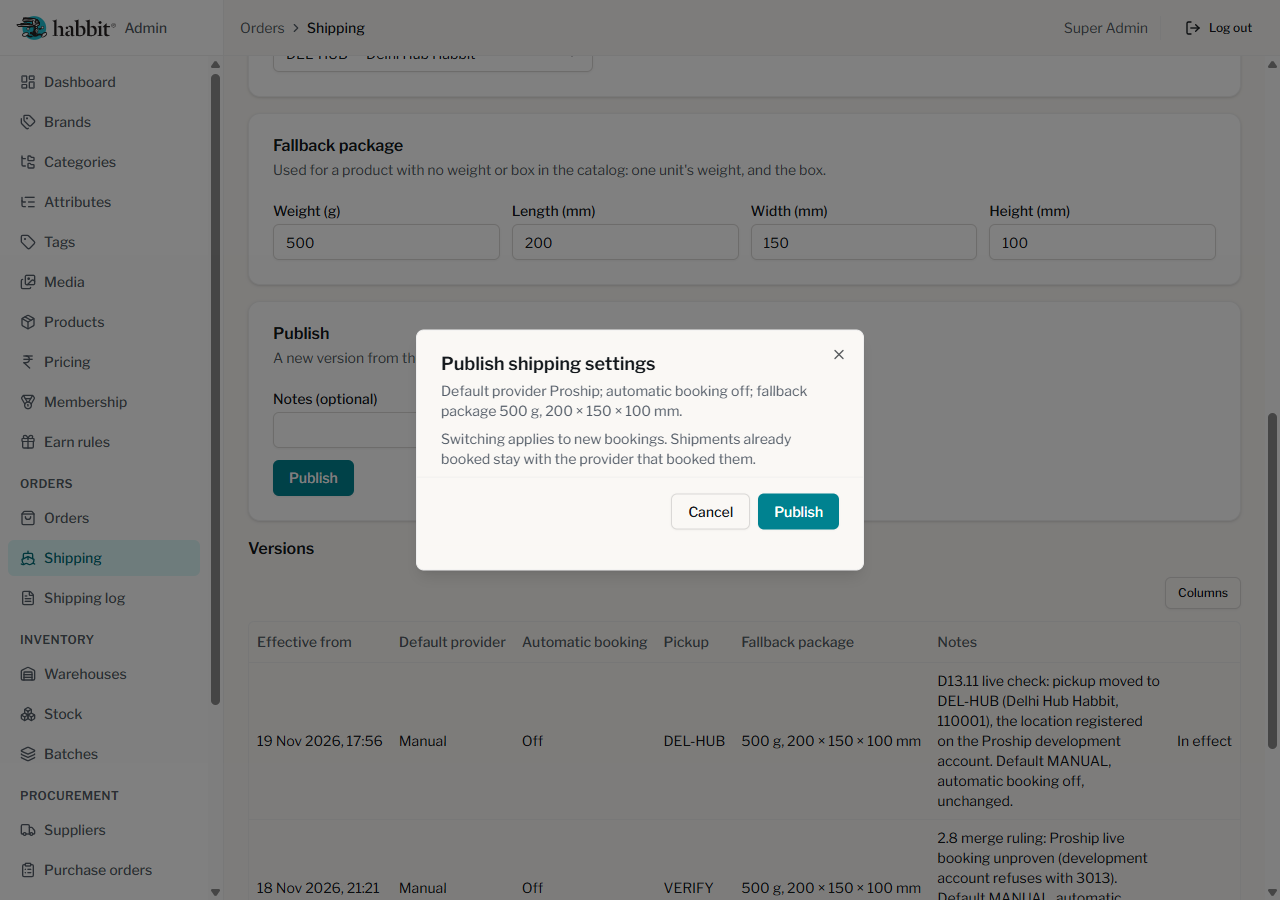 habbit® Admin
Orders > Shipping
Super Admin
Log out
Dashboard
Brands
Categories
Attributes
Tags
Media
Products
Pricing
Membership
Earn rules
ORDERS
Orders
Shipping
Shipping log
INVENTORY
Warehouses
Stock
Batches
PROCUREMENT
Suppliers
Purchase orders
Fallback package
Used for a product with no weight or box in the catalog: one unit's weight, and the box.
Weight (g) Length (mm) Width (mm) Height (mm)
500 200 150 100
Publish
A new version from
Notes (optional)
Publish
Publish shipping settings
Default provider Proship; automatic booking off; fallback
package 500 g, 200 × 150 × 100 mm.
Switching applies to new bookings. Shipments already
booked stay with the provider that booked them.
Cancel Publish
Versions
Columns
Effective from Default provider Automatic booking Pickup Fallback package Notes
19 Nov 2026, 17:56 Manual Off DEL-HUB 500 g, 200 × 150 × 100 mm
D13.11 live check: pickup moved to
DEL-HUB (Delhi Hub Habbit,
110001), the location registered
on the Proship development
account. Default MANUAL,
automatic booking off,
unchanged.
In effect
18 Nov 2026, 21:21 Manual Off VERIFY 500 g, 200 × 150 × 100 mm
2.8 merge ruling: Proship live
booking unproven (development
account refuses with 3013).
Default MANUAL, automatic